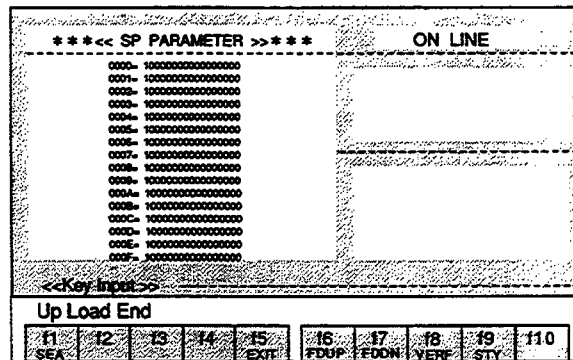 ***<< SP PARAMETER >>***
ON LINE
0000= 1000000000000000
0001= 1000000000000000
0002= 1000000000000000
0003= 1000000000000000
0004= 1000000000000000
0005= 1000000000000000
0006= 1000000000000000
0007= 1000000000000000
0008= 1000000000000000
0009= 1000000000000000
000A= 1000000000000000
000B= 1000000000000000
000C= 1000000000000000
000D= 1000000000000000
000E= 1000000000000000
000F= 1000000000000000
<<Key Input>>
Up Load End
f1 f2 f3 f4 f5 f6 f7 f8 f9 f10
SEA EXIT FDUP FDDN VERF STY